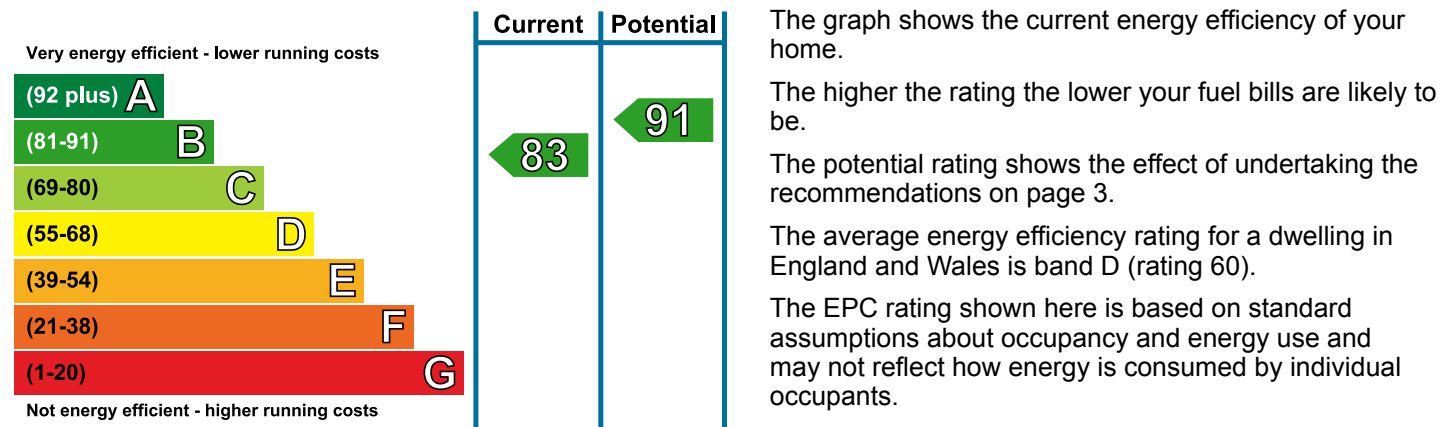 Current Potential
Very energy efficient - lower running costs
(92 plus) A
(81-91) B
(69-80) C
(55-68) D
(39-54) E
(21-38) F
(1-20) G
Not energy efficient - higher running costs
83
91
The graph shows the current energy efficiency of your
home.
The higher the rating the lower your fuel bills are likely to
be.
The potential rating shows the effect of undertaking the
recommendations on page 3.
The average energy efficiency rating for a dwelling in
England and Wales is band D (rating 60).
The EPC rating shown here is based on standard
assumptions about occupancy and energy use and
may not reflect how energy is consumed by individual
occupants.